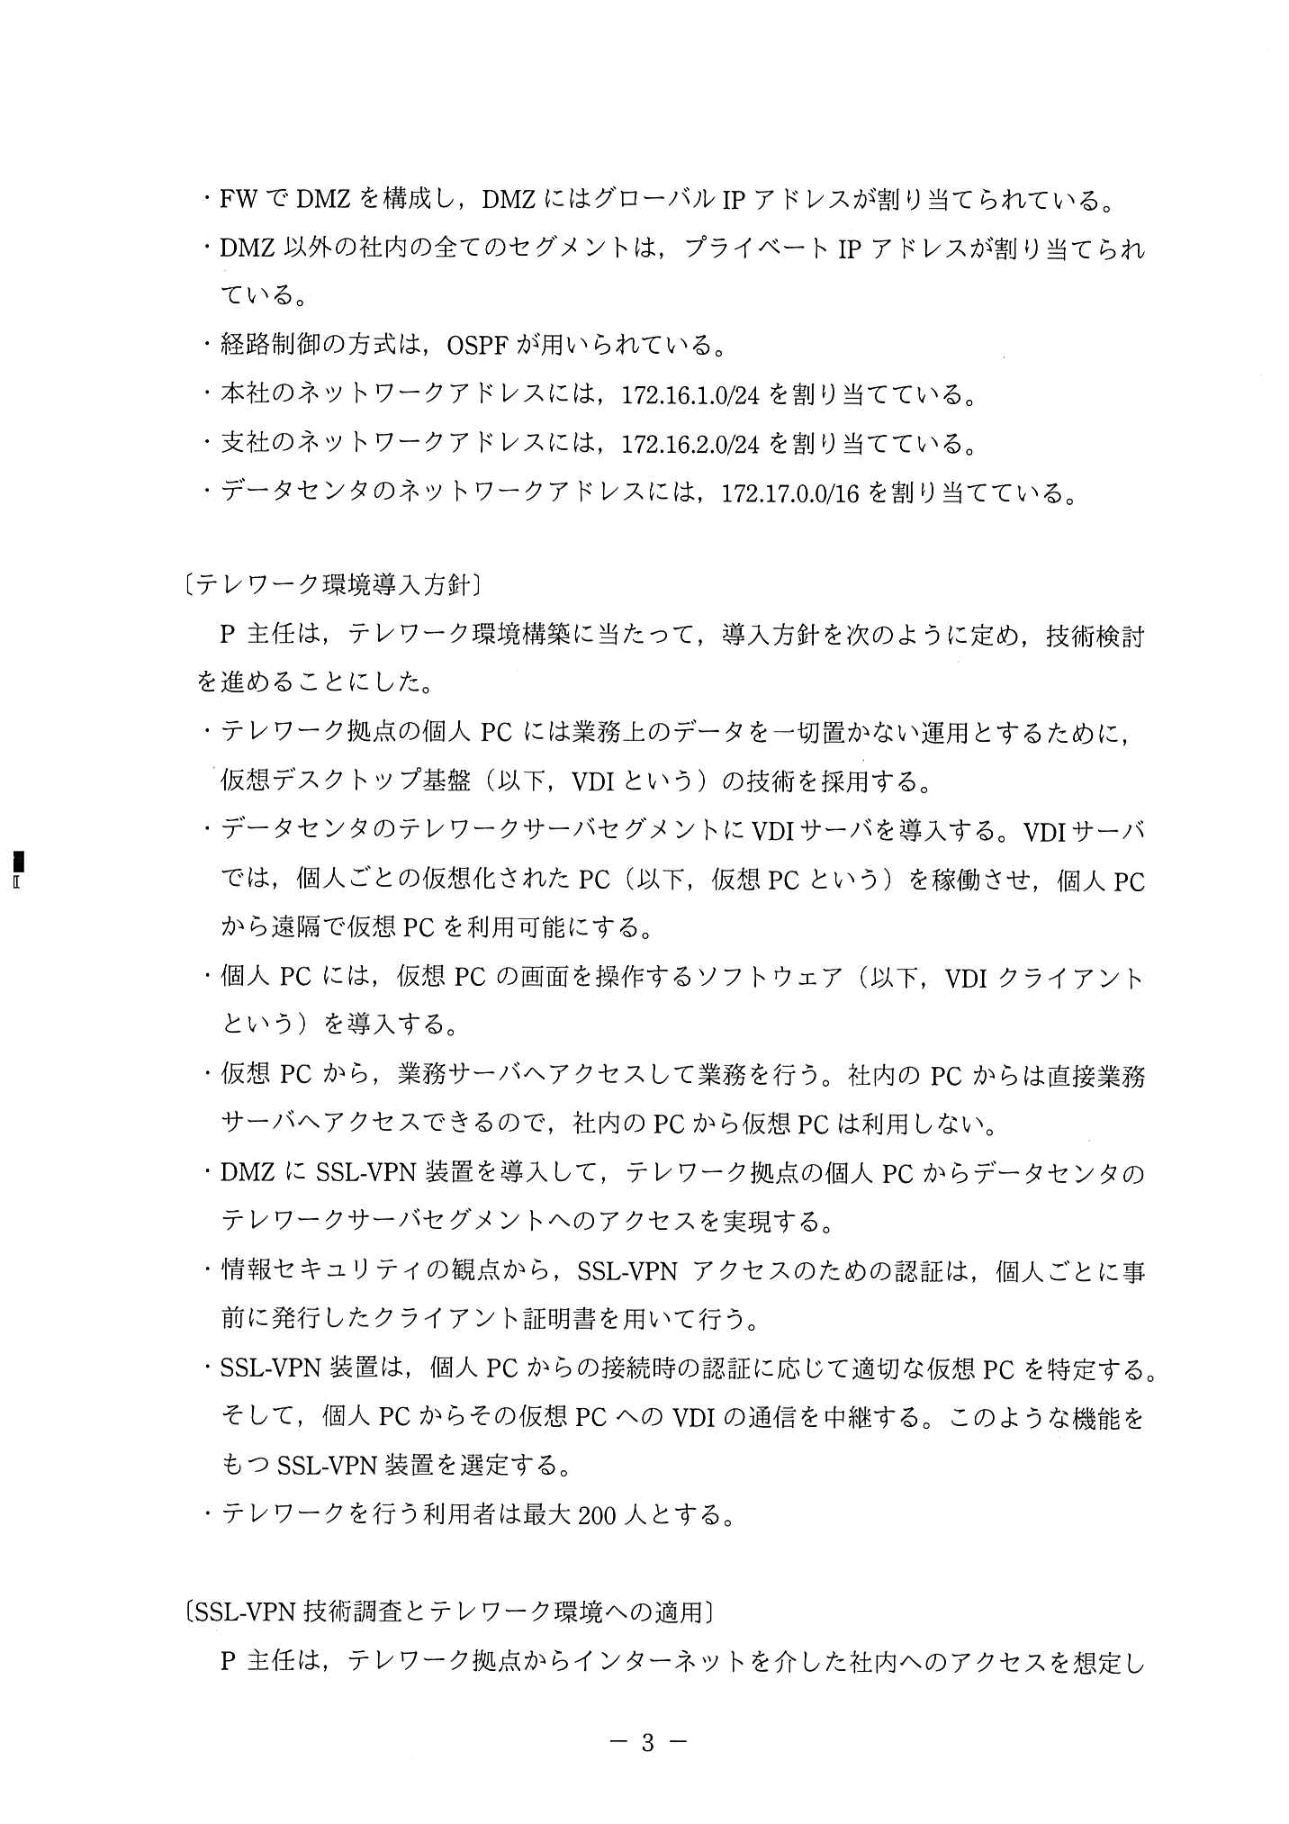 ・FW で DMZ を構成し，DMZ にはグローバル IP アドレスが割り当てられている。
・DMZ 以外の社内の全てのセグメントは，プライベート IP アドレスが割り当てられ
ている。
・経路制御の方式は，OSPF が用いられている。
・本社のネットワークアドレスには，172.16.1.0/24 を割り当てている。
・支社のネットワークアドレスには，172.16.2.0/24 を割り当てている。
・データセンタのネットワークアドレスには，172.17.0.0/16 を割り当てている。
〔テレワーク環境導入方針〕
P 主任は，テレワーク環境構築に当たって，導入方針を次のように定め，技術検討
を進めることにした。
・テレワーク拠点の個人 PC には業務上のデータを一切置かない運用とするために，
仮想デスクトップ基盤（以下，VDI という）の技術を採用する。
・データセンタのテレワークサーバセグメントに VDI サーバを導入する。VDI サーバ
では，個人ごとの仮想化された PC（以下，仮想 PC という）を稼働させ，個人 PC
から遠隔で仮想 PC を利用可能にする。
・個人 PC には，仮想 PC の画面を操作するソフトウェア（以下，VDI クライアント
という）を導入する。
・仮想 PC から，業務サーバへアクセスして業務を行う。社内の PC からは直接業務
サーバへアクセスできるので，社内の PC から仮想 PC は利用しない。
・DMZ に SSL-VPN 装置を導入して，テレワーク拠点の個人 PC からデータセンタの
テレワークサーバセグメントへのアクセスを実現する。
・情報セキュリティの観点から，SSL-VPN アクセスのための認証は，個人ごとに事
前に発行したクライアント証明書を用いて行う。
・SSL-VPN 装置は，個人 PC からの接続時の認証に応じて適切な仮想 PC を特定する。
そして，個人 PC からその仮想 PC への VDI の通信を中継する。このような機能を
もつ SSL-VPN 装置を選定する。
・テレワークを行う利用者は最大 200 人とする。
〔SSL-VPN 技術調査とテレワーク環境への適用〕
P 主任は，テレワーク拠点からインターネットを介した社内へのアクセスを想定し
－ 3 －